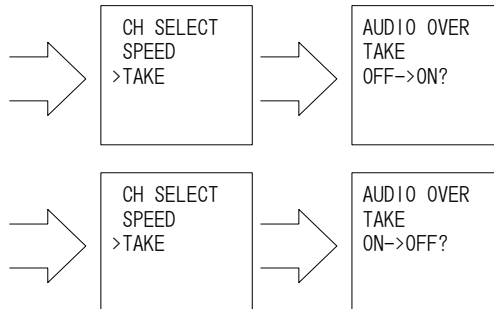 CH SELECT
SPEED
>TAKE
AUDIO OVER
TAKE
OFF->ON?
CH SELECT
SPEED
>TAKE
AUDIO OVER
TAKE
ON->OFF?